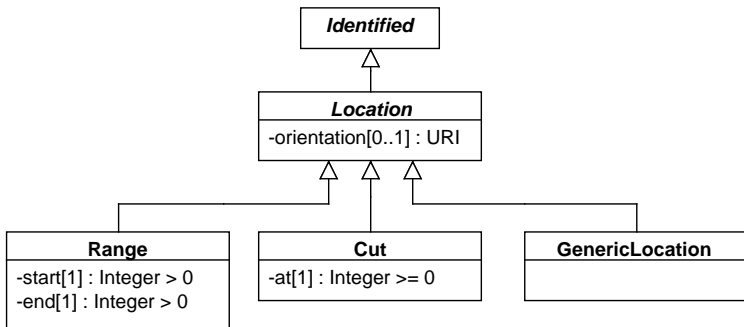 Identified
Location
-orientation[0..1] : URI
Range
-start[1] : Integer > 0
-end[1] : Integer > 0
Cut
-at[1] : Integer >= 0
GenericLocation